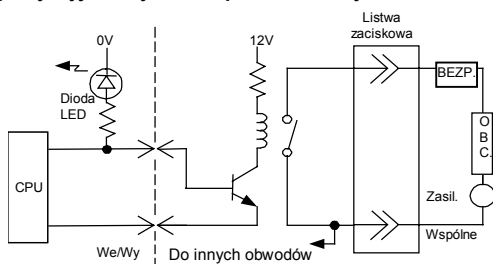 Listwa
zaciskowa
0V
12V
BEZP.
Dioda
LED
O
B
C.
CPU
Zasil.
Wspólne
We/Wy
Do innych obwodów